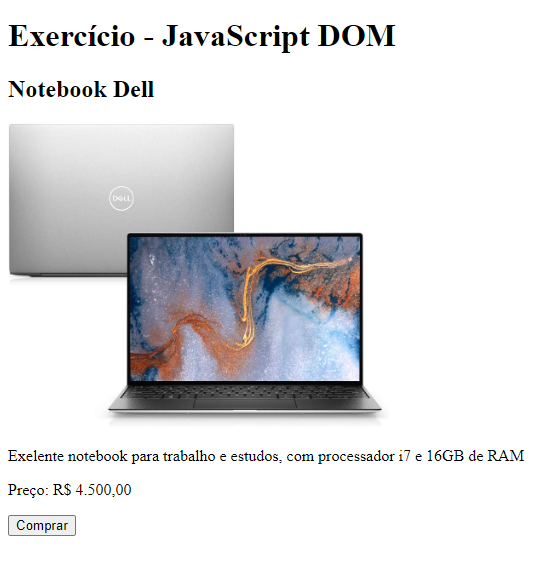 Exercício - JavaScript DOM
Notebook Dell
DELL
Exelente notebook para trabalho e estudos, com processador i7 e 16GB de RAM
Preço: R$ 4.500,00
Comprar